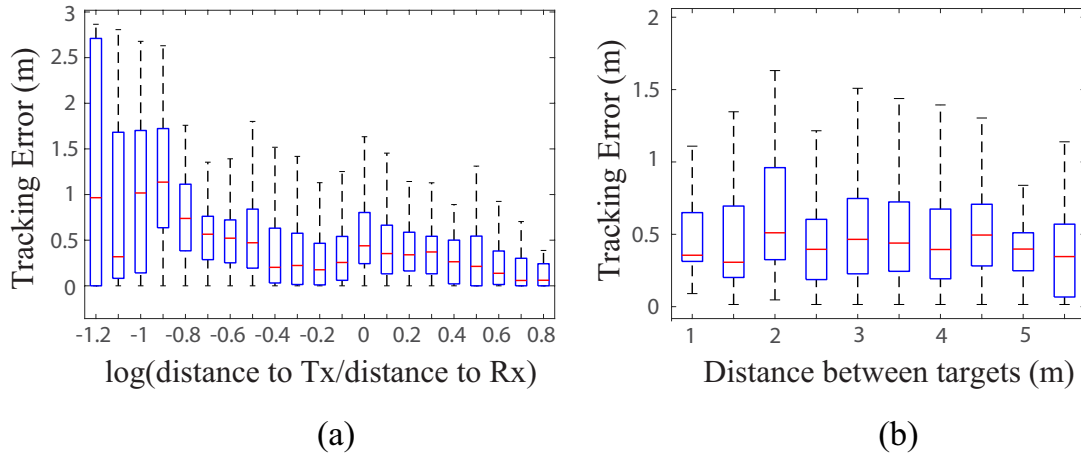 Tracking Error (m)
3
2.5
2
1.5
1
0.5
0
-1.2 -1 -0.8 -0.6 -0.4 -0.2 0 0.2 0.4 0.6 0.8
log(distance to Tx/distance to Rx)
(a)
Tracking Error (m)
2
1.5
1
0.5
0
1 2 3 4 5
Distance between targets (m)
(b)